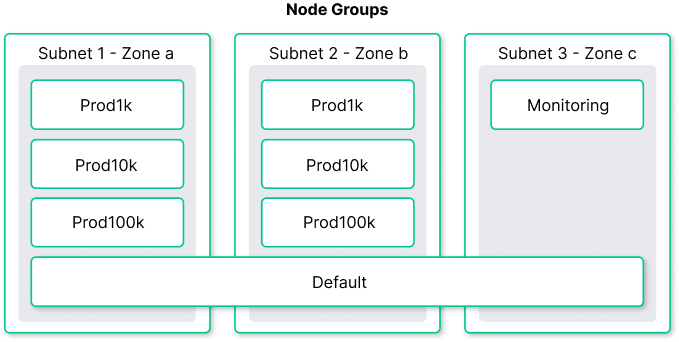 Node Groups
Subnet 1 - Zone a
Prod1k
Prod10k
Prod100k
Subnet 2 - Zone b
Prod1k
Prod10k
Prod100k
Subnet 3 - Zone c
Monitoring
Default